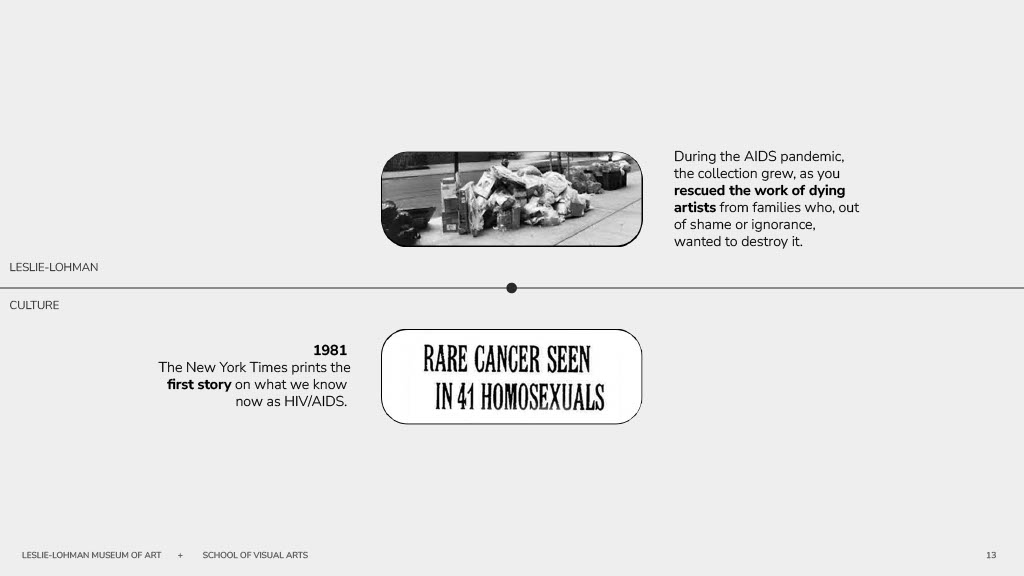 During the AIDS pandemic,
the collection grew, as you
rescued the work of dying
artists from families who, out
of shame or ignorance,
wanted to destroy it.
LESLIE-LOHMAN
CULTURE
1981
The New York Times prints the
first story on what we know
now as HIV/AIDS.
RARE CANCER SEEN
IN 41 HOMOSEXUALS
LESLIE-LOHMAN MUSEUM OF ART + SCHOOL OF VISUAL ARTS
13